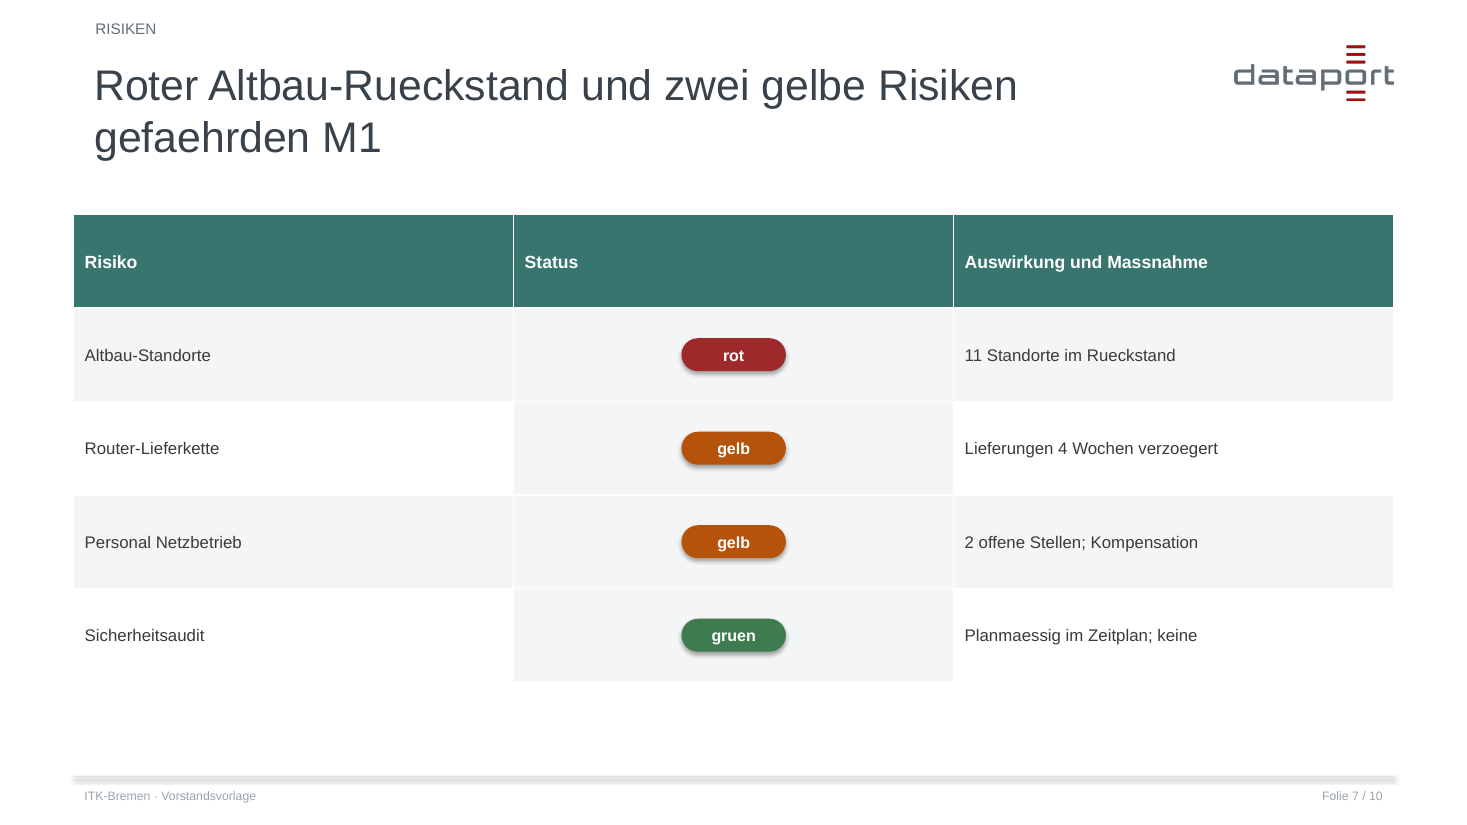 RISIKEN
Roter Altbau-Rueckstand und zwei gelbe Risiken
gefaehrden M1
dataport
Risiko
Status
Auswirkung und Massnahme
Altbau-Standorte
rot
11 Standorte im Rueckstand
Router-Lieferkette
gelb
Lieferungen 4 Wochen verzoegert
Personal Netzbetrieb
gelb
2 offene Stellen; Kompensation
Sicherheitsaudit
gruen
Planmaessig im Zeitplan; keine
ITK-Bremen · Vorstandsvorlage
Folie 7 / 10